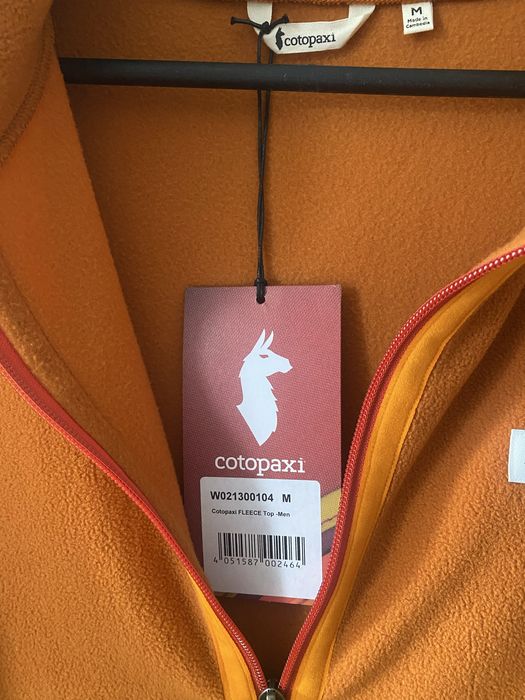 cotopaxi
M
Made in
Cambodia
cotopaxi
W021300104 M
Cotopaxi FLEECE Top -Men
4 051587 002464